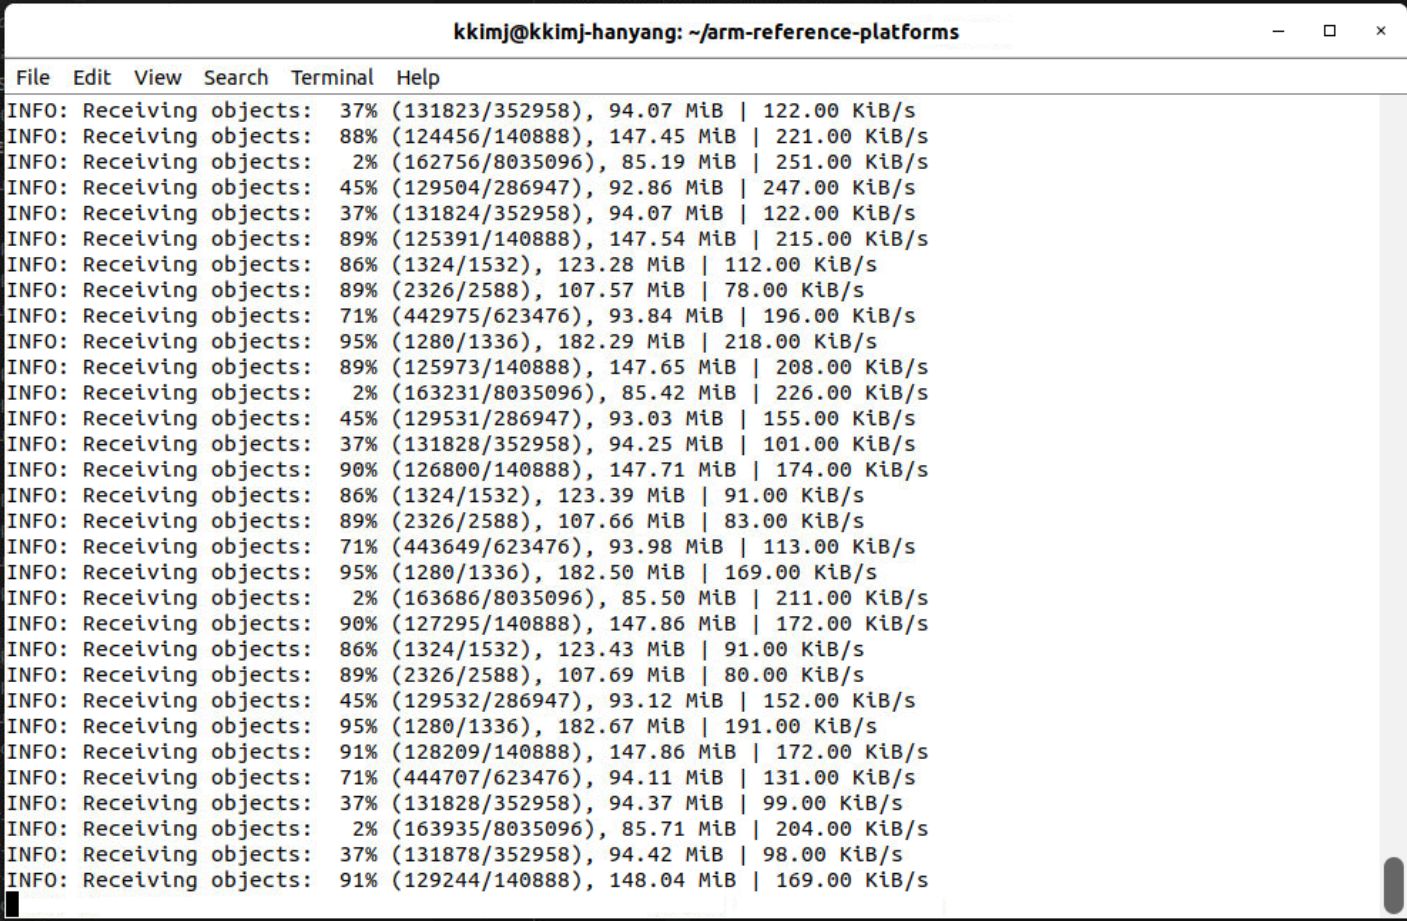 kkimj@kkimj-hanyang: ~/arm-reference-platforms
File Edit View Search Terminal Help
INFO: Receiving objects:  37% (131823/352958), 94.07 MiB | 122.00 KiB/s
INFO: Receiving objects:  88% (124456/140888), 147.45 MiB | 221.00 KiB/s
INFO: Receiving objects:   2% (162756/8035096), 85.19 MiB | 251.00 KiB/s
INFO: Receiving objects:  45% (129504/286947), 92.86 MiB | 247.00 KiB/s
INFO: Receiving objects:  37% (131824/352958), 94.07 MiB | 122.00 KiB/s
INFO: Receiving objects:  89% (125391/140888), 147.54 MiB | 215.00 KiB/s
INFO: Receiving objects:  86% (1324/1532), 123.28 MiB | 112.00 KiB/s
INFO: Receiving objects:  89% (2326/2588), 107.57 MiB | 78.00 KiB/s
INFO: Receiving objects:  71% (442975/623476), 93.84 MiB | 196.00 KiB/s
INFO: Receiving objects:  95% (1280/1336), 182.29 MiB | 218.00 KiB/s
INFO: Receiving objects:  89% (125973/140888), 147.65 MiB | 208.00 KiB/s
INFO: Receiving objects:   2% (163231/8035096), 85.42 MiB | 226.00 KiB/s
INFO: Receiving objects:  45% (129531/286947), 93.03 MiB | 155.00 KiB/s
INFO: Receiving objects:  37% (131828/352958), 94.25 MiB | 101.00 KiB/s
INFO: Receiving objects:  90% (126800/140888), 147.71 MiB | 174.00 KiB/s
INFO: Receiving objects:  86% (1324/1532), 123.39 MiB | 91.00 KiB/s
INFO: Receiving objects:  89% (2326/2588), 107.66 MiB | 83.00 KiB/s
INFO: Receiving objects:  71% (443649/623476), 93.98 MiB | 113.00 KiB/s
INFO: Receiving objects:  95% (1280/1336), 182.50 MiB | 169.00 KiB/s
INFO: Receiving objects:   2% (163686/8035096), 85.50 MiB | 211.00 KiB/s
INFO: Receiving objects:  90% (127295/140888), 147.86 MiB | 172.00 KiB/s
INFO: Receiving objects:  86% (1324/1532), 123.43 MiB | 91.00 KiB/s
INFO: Receiving objects:  89% (2326/2588), 107.69 MiB | 80.00 KiB/s
INFO: Receiving objects:  45% (129532/286947), 93.12 MiB | 152.00 KiB/s
INFO: Receiving objects:  95% (1280/1336), 182.67 MiB | 191.00 KiB/s
INFO: Receiving objects:  91% (128209/140888), 147.86 MiB | 172.00 KiB/s
INFO: Receiving objects:  71% (444707/623476), 94.11 MiB | 131.00 KiB/s
INFO: Receiving objects:  37% (131828/352958), 94.37 MiB | 99.00 KiB/s
INFO: Receiving objects:   2% (163935/8035096), 85.71 MiB | 204.00 KiB/s
INFO: Receiving objects:  37% (131878/352958), 94.42 MiB | 98.00 KiB/s
INFO: Receiving objects:  91% (129244/140888), 148.04 MiB | 169.00 KiB/s